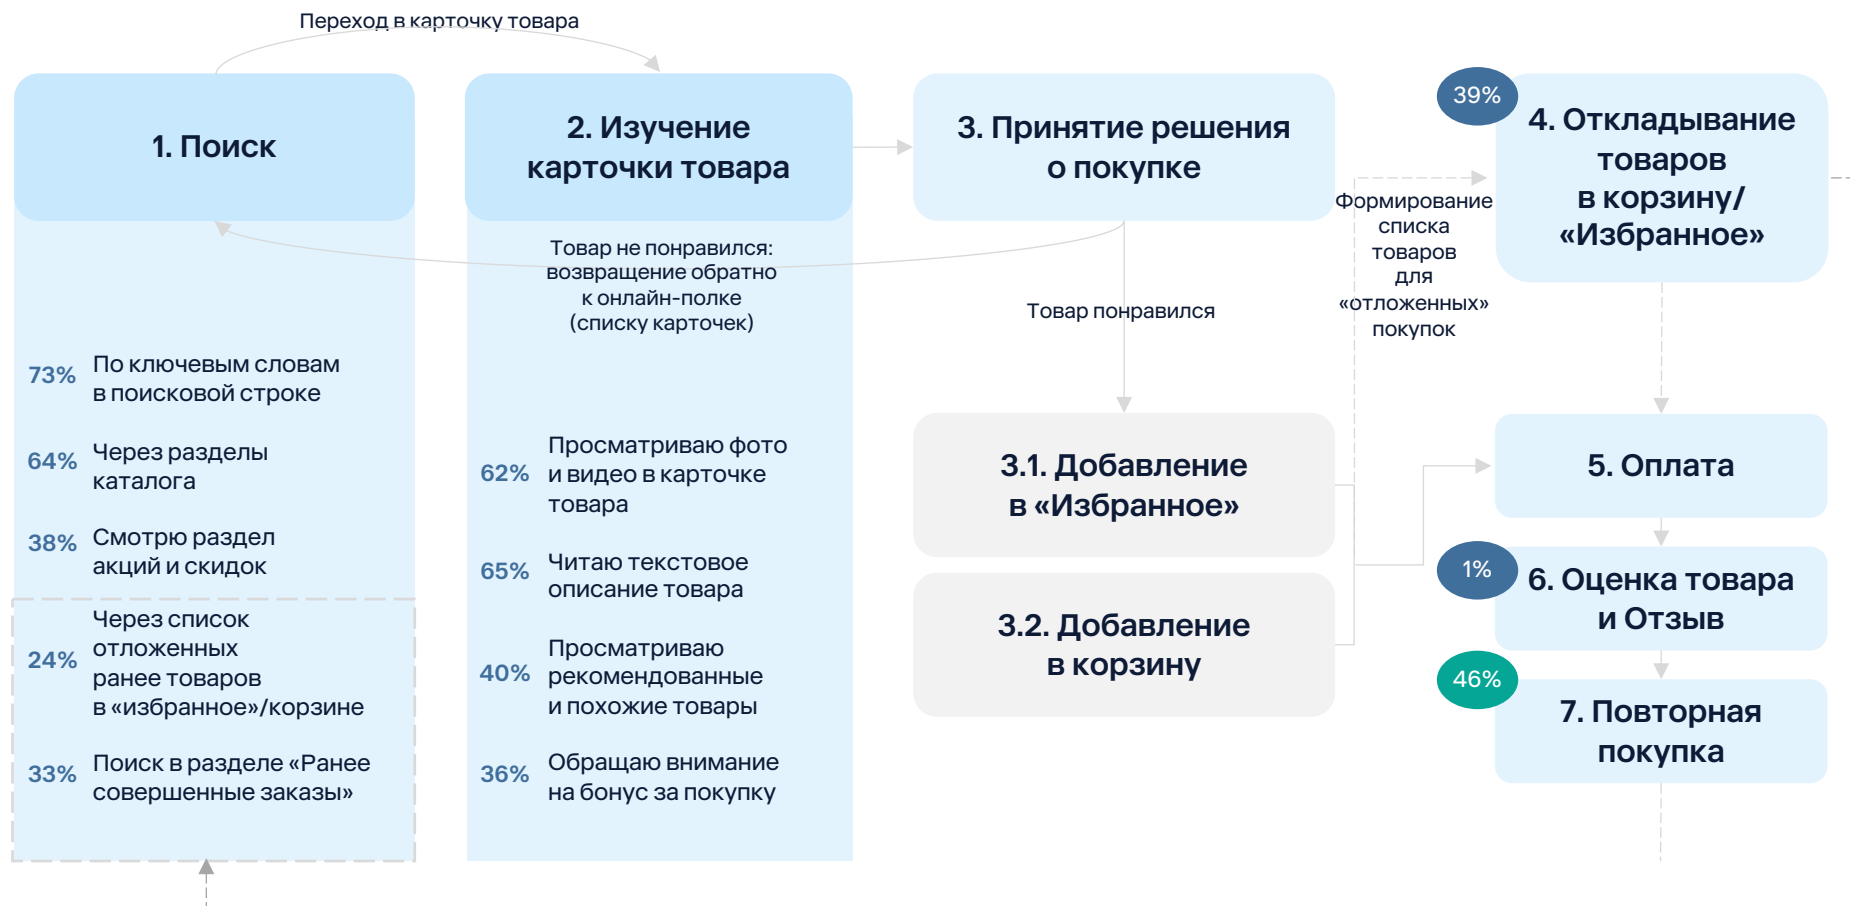 Переход в карточку товара
1. Поиск
73%
По ключевым словам
в поисковой строке
64%
Через разделы
каталога
38%
Смотрю раздел
акций и скидок
24%
Через список
отложенных
ранее товаров
в «избранное»/корзине
33%
Поиск в разделе «Ранее
совершенные заказы»
2. Изучение
карточки товара
Товар не понравился:
возвращение обратно
к онлайн-полке
(списку карточек)
62%
Просматриваю фото
и видео в карточке
товара
65%
Читаю текстовое
описание товара
40%
Просматриваю
рекомендованные
и похожие товары
36%
Обращаю внимание
на бонус за покупку
3. Принятие решения
о покупке
Товар понравился
3.1. Добавление
в «Избранное»
3.2. Добавление
в корзину
Формирование
списка
товаров
для
«отложенных»
покупок
39%
4. Откладывание
товаров
в корзину/
«Избранное»
5. Оплата
1%
6. Оценка товара
и Отзыв
46%
7. Повторная
покупка